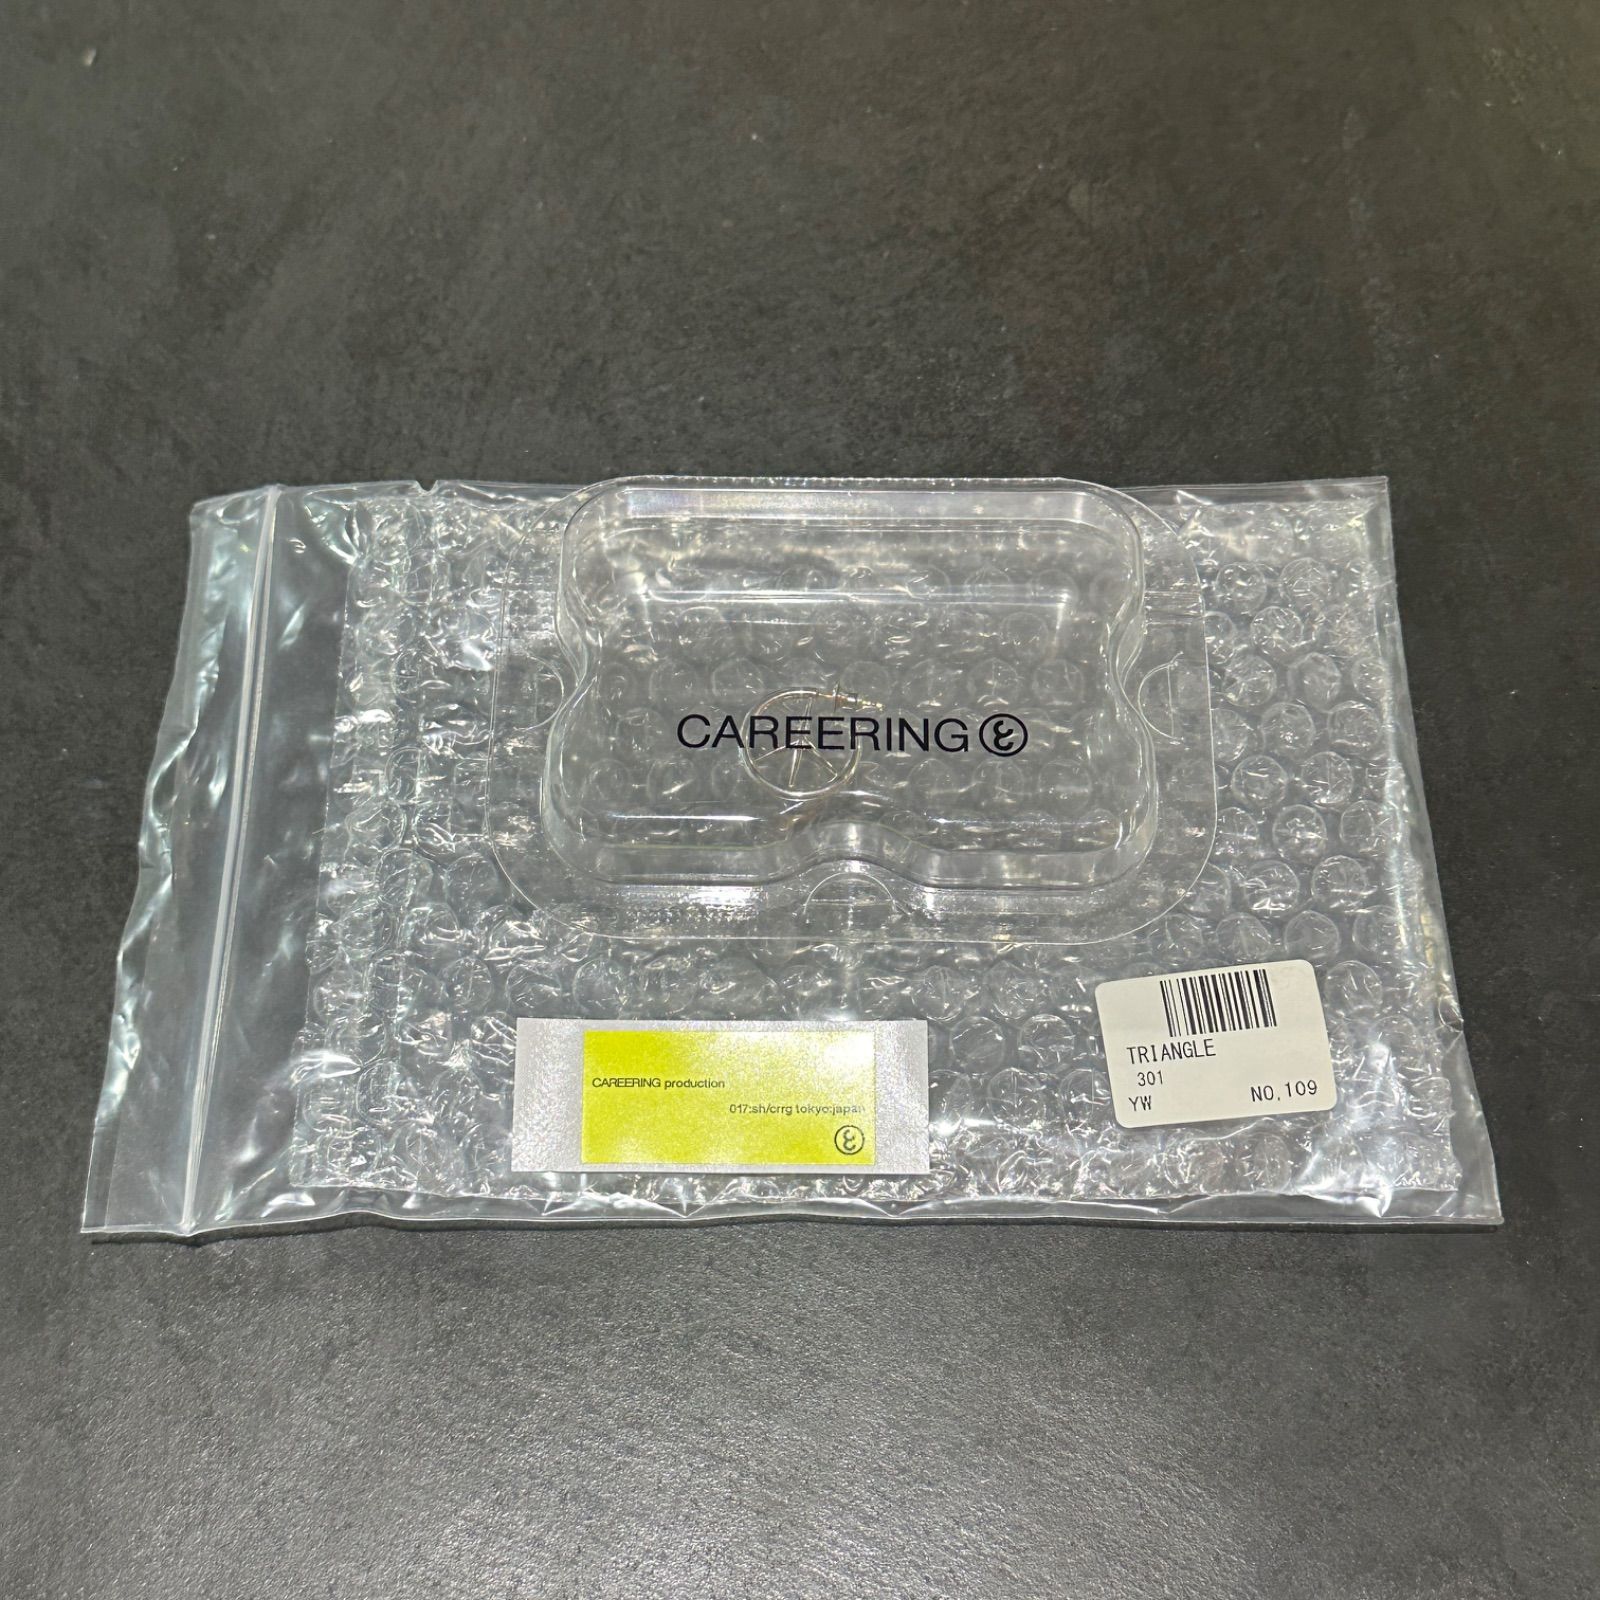 CAREERING
CAREERING production
017:sh/crrg tokyo:japan
TRIANGLE
301
YW NO.109